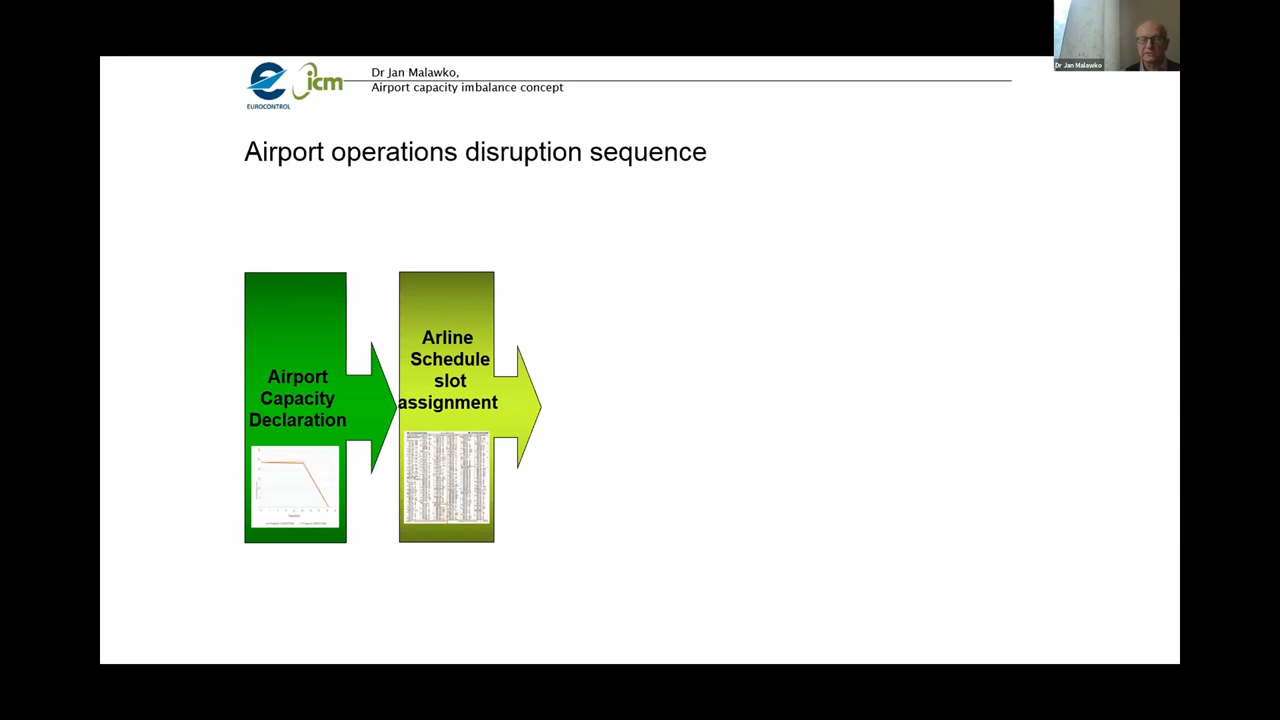 Dr Jan Malawko
EUROCONTROL
icm
Dr Jan Malawko,
Airport capacity imbalance concept
Airport operations disruption sequence
Airport
Capacity
Declaration
Arline
Schedule
slot
assignment